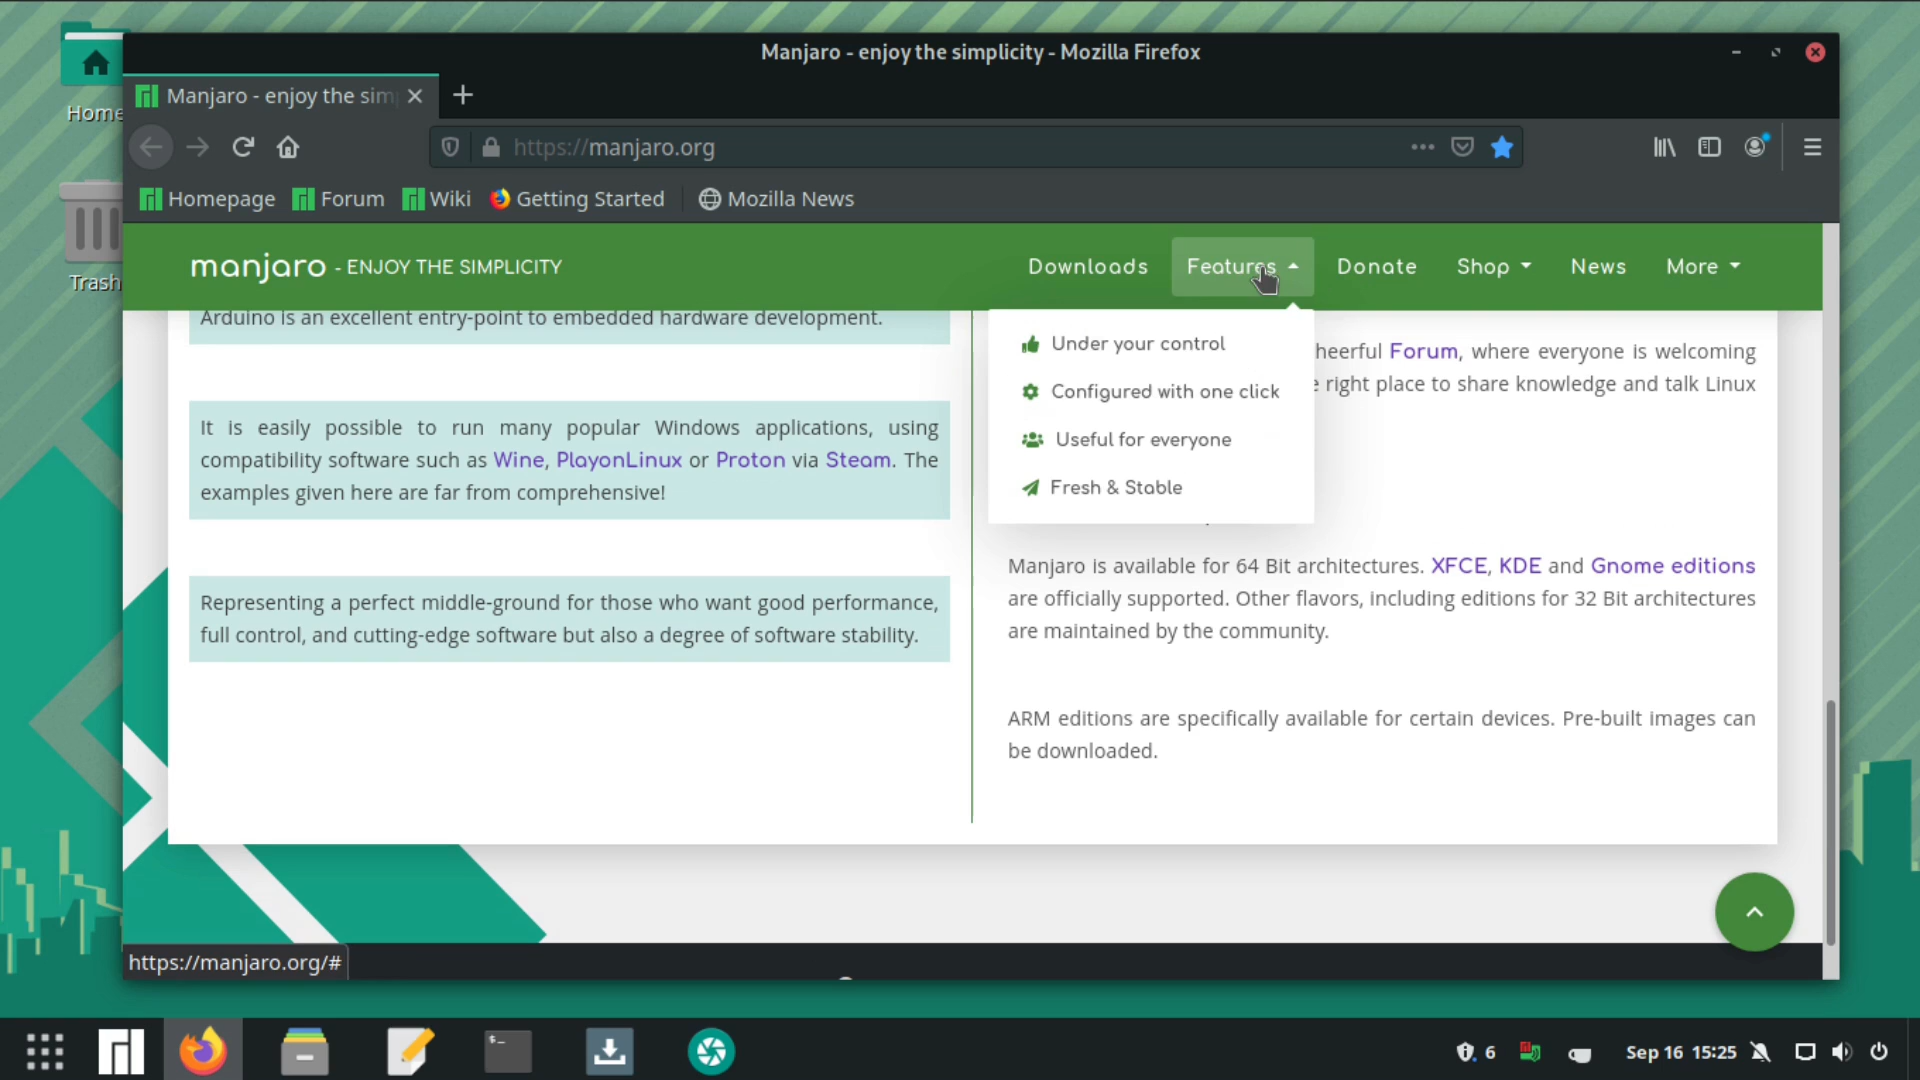 Manjaro - enjoy the simplicity - Mozilla Firefox
Home
Manjaro - enjoy the sim
https://manjaro.org
Homepage
Forum
Wiki
Getting Started
Mozilla News
Trash
manjaro - ENJOY THE SIMPLICITY
Downloads
Features
Donate
Shop
News
More
Arduino is an excellent entry-point to embedded hardware development.
It is easily possible to run many popular Windows applications, using
compatibility software such as Wine, PlayonLinux or Proton via Steam. The
examples given here are far from comprehensive!
Representing a perfect middle-ground for those who want good performance,
full control, and cutting-edge software but also a degree of software stability.
Under your control
Configured with one click
Useful for everyone
Fresh & Stable
heerful Forum, where everyone is welcoming
e right place to share knowledge and talk Linux
Manjaro is available for 64 Bit architectures. XFCE, KDE and Gnome editions
are officially supported. Other flavors, including editions for 32 Bit architectures
are maintained by the community.
ARM editions are specifically available for certain devices. Pre-built images can
be downloaded.
https://manjaro.org/#
6
Sep 16 15:25